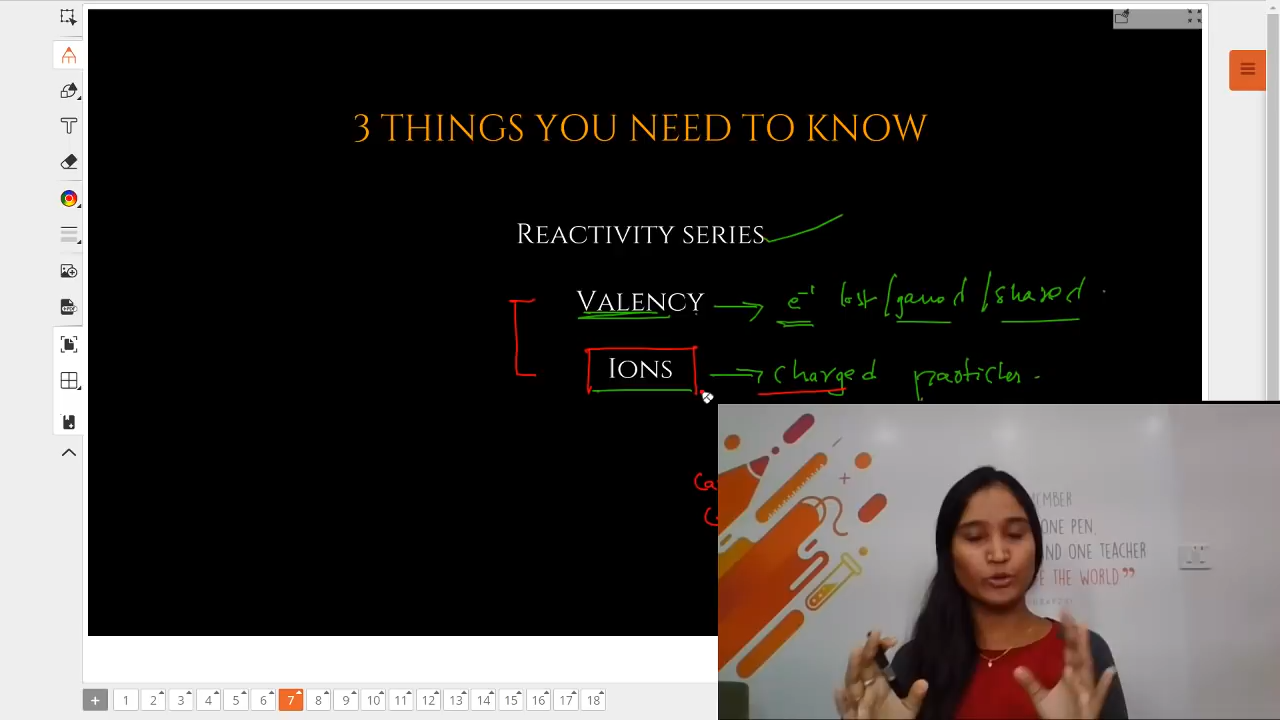 3 THINGS YOU NEED TO KNOW
REACTIVITY SERIES
VALENCY → e⁻¹ lost / gained / shared.
IONS → charged particles.
ONE PEN,
AND ONE TEACHER
THE WORLD”
1 2 3 4 5 6 7 8 9 10 11 12 13 14 15 16 17 18